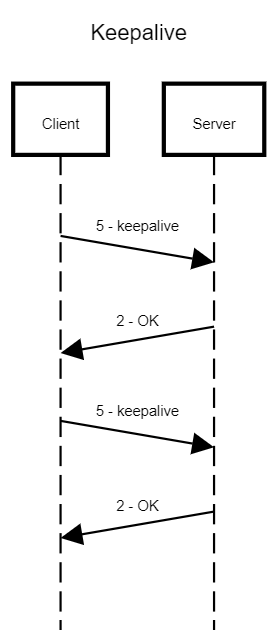 Keepalive
Client
Server
5 - keepalive
2 - OK
5 - keepalive
2 - OK